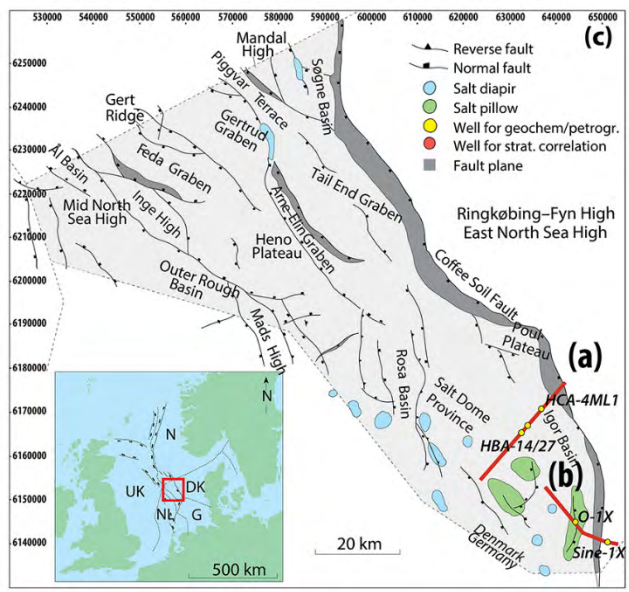 530000 540000 550000 560000 570000 580000 590000 600000 610000 620000 630000 640000 650000
(c)
6250000
6240000
6230000
6220000
6210000
6200000
6190000
6180000
6170000
6160000
6150000
6140000
Reverse fault
Normal fault
Salt diapir
Salt pillow
Well for geochem/petrogr.
Well for strat. correlation
Fault plane
Mandal
High
Søgne Basin
Piggvar Terrace
Gert
Ridge
Gertrud
Graben
Feda Graben
Ål Basin
Tail End Graben
Mid North
Sea High
Inge High
Arne-Elin Graben
Heno
Plateau
Ringkøbing–Fyn High
East North Sea High
Coffee Soil Fault
Outer Rough
Basin
Mads High
Poul
Plateau
Rosa Basin
Salt Dome
Province
(a)
HCA-4ML1
Igor Basin
HBA-14/27
(b)
O-1X
Sine-1X
Denmark
Germany
20 km
N
N
UK
DK
NL
G
500 km